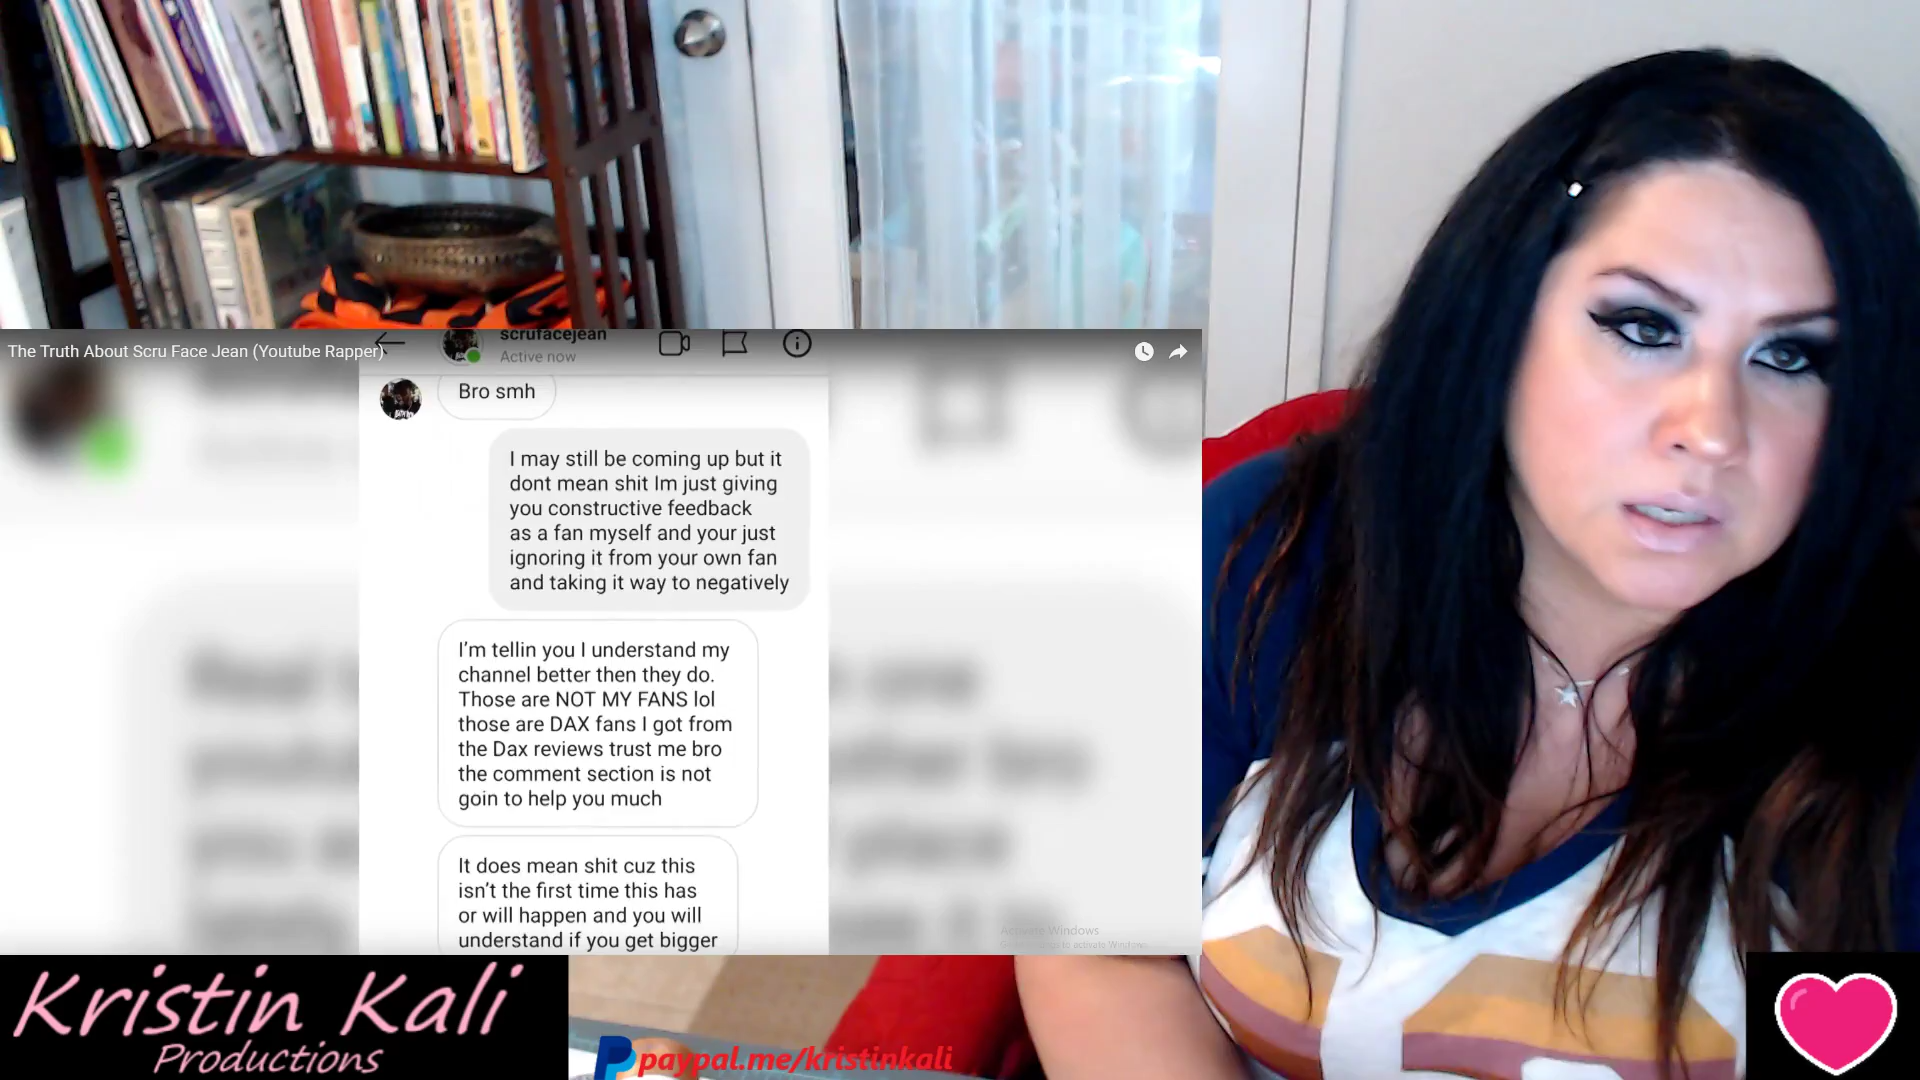 The Truth About Scru Face Jean (Youtube Rapper)
scrufacejean
Active now
Bro smh
I may still be coming up but it
dont mean shit Im just giving
you constructive feedback
as a fan myself and your just
ignoring it from your own fan
and taking it way to negatively
I'm tellin you I understand my
channel better then they do.
Those are NOT MY FANS lol
those are DAX fans I got from
the Dax reviews trust me bro
the comment section is not
goin to help you much
It does mean shit cuz this
isn't the first time this has
or will happen and you will
understand if you get bigger
Activate Windows
Kristin Kali
Productions
paypal.me/kristinkali